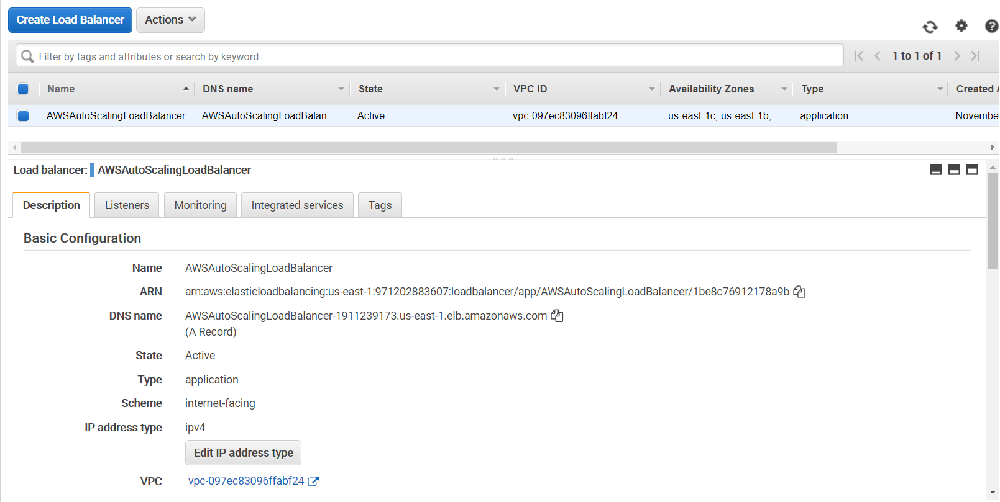 Create Load Balancer Actions
Filter by tags and attributes or search by keyword 1 to 1 of 1
Name DNS name State VPC ID Availability Zones Type Created A
AWSAutoScalingLoadBalancer AWSAutoScalingLoadBalan... Active vpc-097ec83096ffabf24 us-east-1c, us-east-1b, ... application Novembe
Load balancer: AWSAutoScalingLoadBalancer
Description Listeners Monitoring Integrated services Tags
Basic Configuration
Name AWSAutoScalingLoadBalancer
ARN arn:aws:elasticloadbalancing:us-east-1:971202883607:loadbalancer/app/AWSAutoScalingLoadBalancer/1be8c76912178a9b
DNS name AWSAutoScalingLoadBalancer-1911239173.us-east-1.elb.amazonaws.com
(A Record)
State Active
Type application
Scheme internet-facing
IP address type ipv4
Edit IP address type
VPC vpc-097ec83096ffabf24